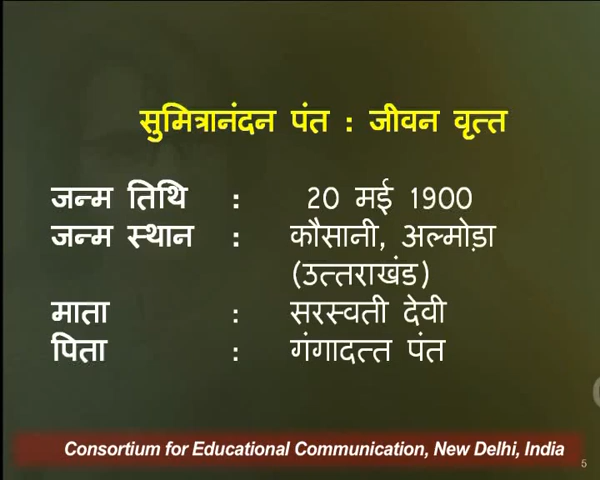 सुमित्रानंदन पंत : जीवन वृत्त
जन्म तिथि : 20 मई 1900
जन्म स्थान : कौसानी, अल्मोड़ा
(उत्तराखंड)
माता : सरस्वती देवी
पिता : गंगादत्त पंत
Consortium for Educational Communication, New Delhi, India
5